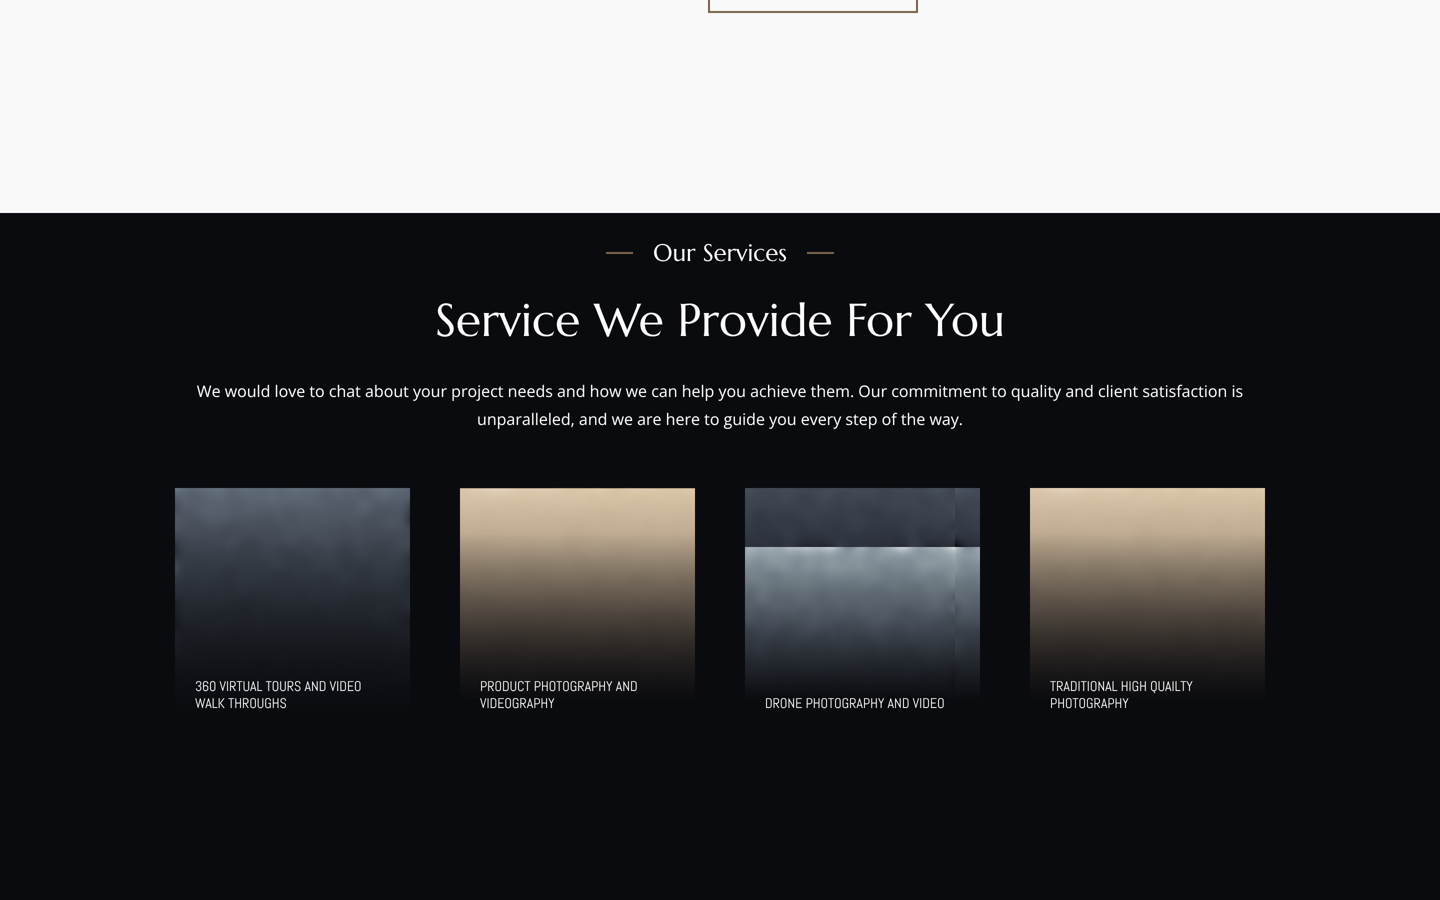 Our Services
Service We Provide For You
We would love to chat about your project needs and how we can help you achieve them. Our commitment to quality and client satisfaction is
unparalleled, and we are here to guide you every step of the way.
360 VIRTUAL TOURS AND VIDEO
WALK THROUGHS
PRODUCT PHOTOGRAPHY AND
VIDEOGRAPHY
DRONE PHOTOGRAPHY AND VIDEO
TRADITIONAL HIGH QUAILTY
PHOTOGRAPHY